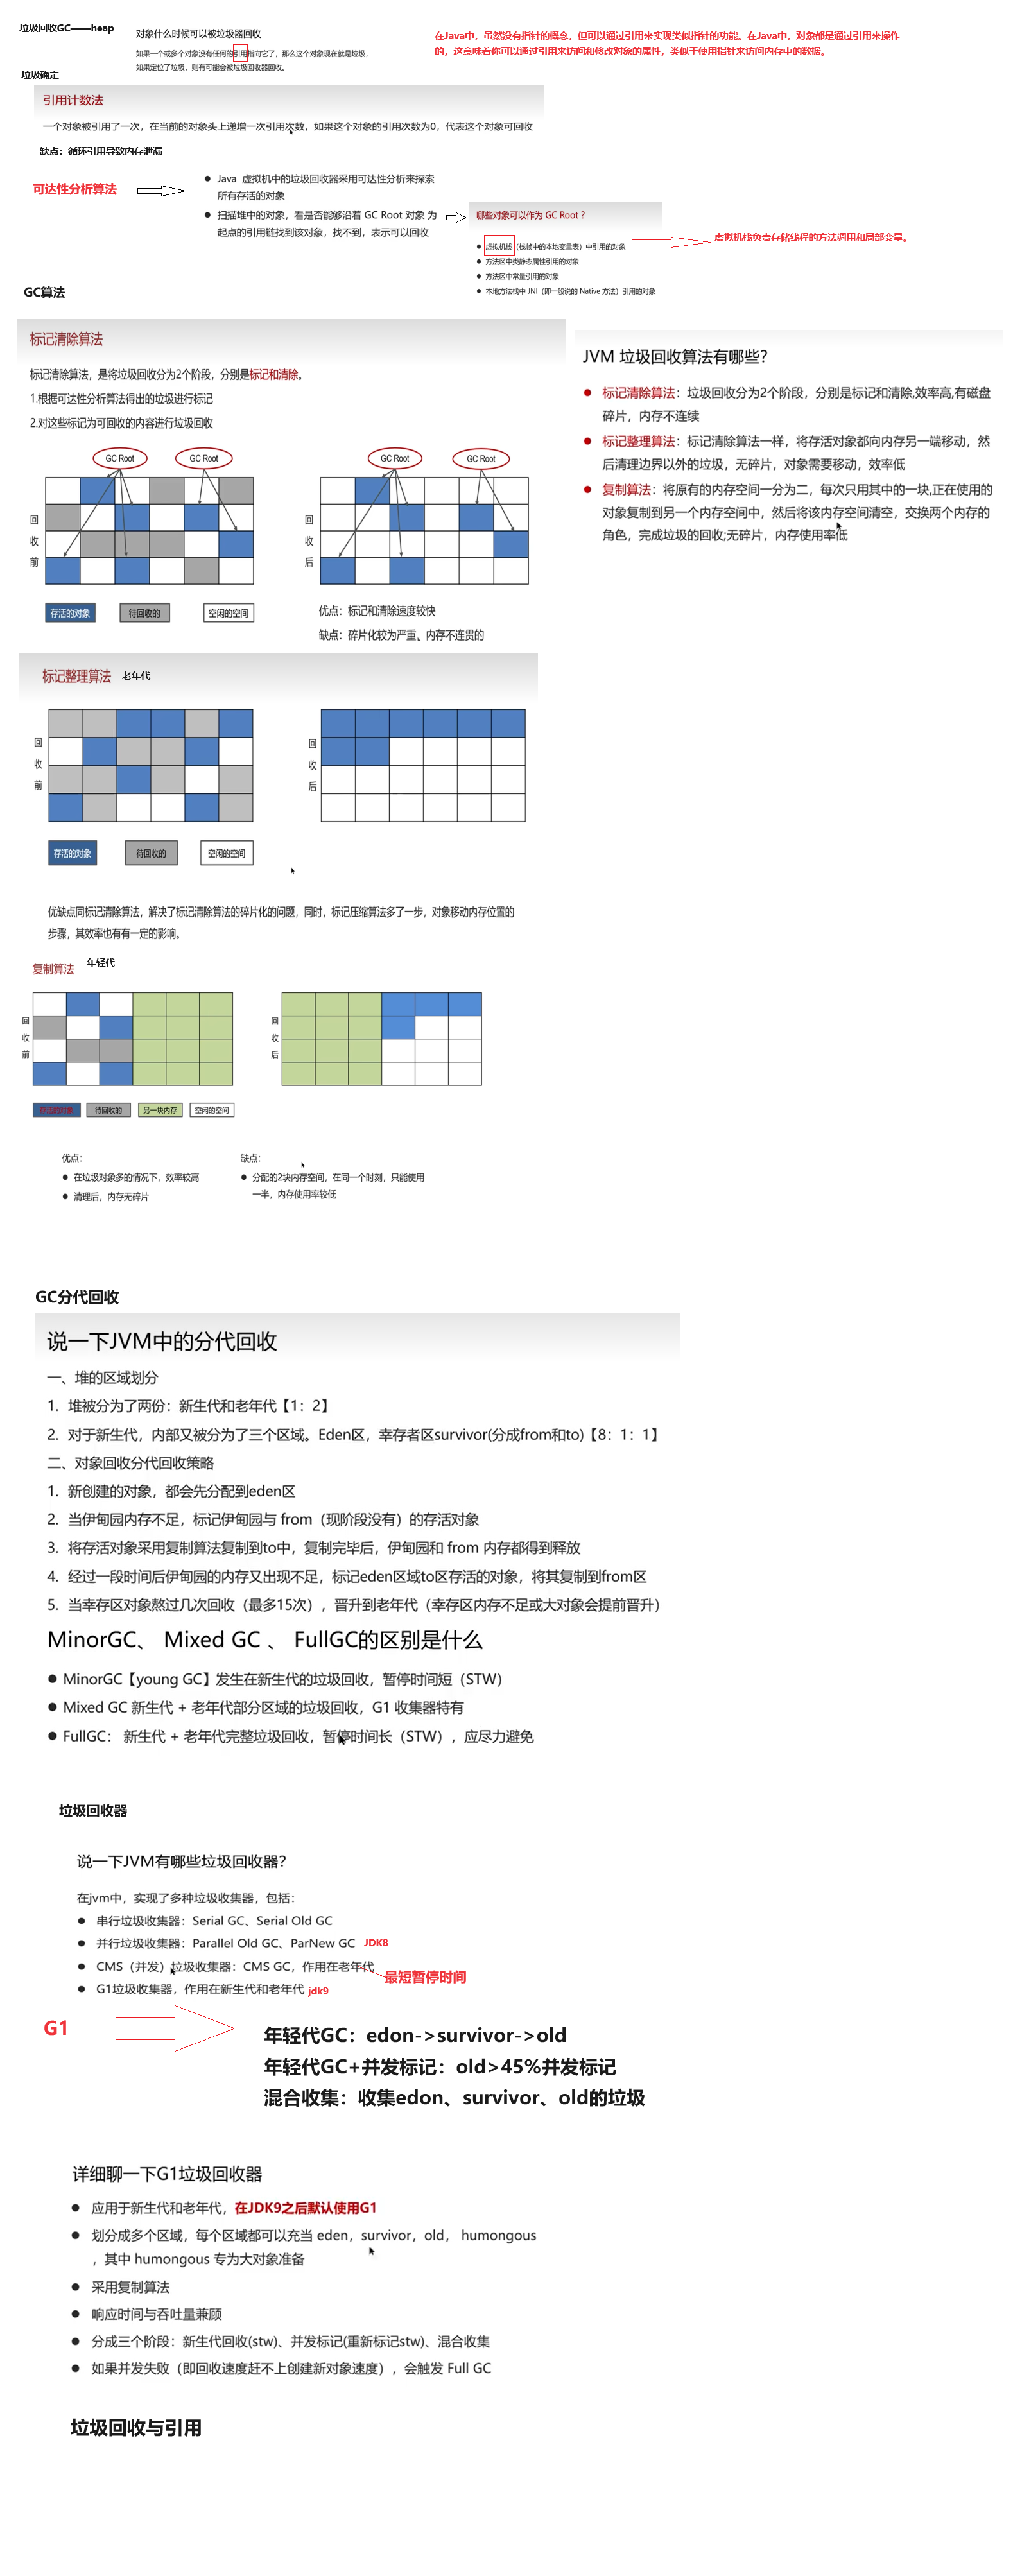 垃圾回收GC——heap
对象什么时候可以被垃圾器回收
如果一个或多个对象没有任何的引用指向它了，那么这个对象现在就是垃圾，
如果定位了垃圾，则有可能会被垃圾回收器回收。
在Java中，虽然没有指针的概念，但可以通过引用来实现类似指针的功能。在Java中，对象都是通过引用来操作
的，这意味着你可以通过引用来访问和修改对象的属性，类似于使用指针来访问内存中的数据。
垃圾确定
引用计数法
一个对象被引用了一次，在当前的对象头上递增一次引用次数，如果这个对象的引用次数为0，代表这个对象可回收
缺点：循环引用导致内存泄漏
可达性分析算法
● Java 虚拟机中的垃圾回收器采用可达性分析来探索
所有存活的对象
● 扫描堆中的对象，看是否能够沿着 GC Root 对象 为
起点的引用链找到该对象，找不到，表示可以回收
哪些对象可以作为 GC Root ?
● 虚拟机栈（栈帧中的本地变量表）中引用的对象
● 方法区中类静态属性引用的对象
● 方法区中常量引用的对象
● 本地方法栈中 JNI（即一般说的 Native 方法）引用的对象
虚拟机栈负责存储线程的方法调用和局部变量。
GC算法
标记清除算法
标记清除算法，是将垃圾回收分为2个阶段，分别是标记和清除。
1.根据可达性分析算法得出的垃圾进行标记
2.对这些标记为可回收的内容进行垃圾回收
GC Root
GC Root
回
收
前
存活的对象
待回收的
空闲的空间
GC Root
GC Root
回
收
后
优点：标记和清除速度较快
缺点：碎片化较为严重，内存不连贯的
JVM 垃圾回收算法有哪些?
● 标记清除算法：垃圾回收分为2个阶段，分别是标记和清除,效率高,有磁盘
碎片，内存不连续
● 标记整理算法：标记清除算法一样，将存活对象都向内存另一端移动，然
后清理边界以外的垃圾，无碎片，对象需要移动，效率低
● 复制算法：将原有的内存空间一分为二，每次只用其中的一块,正在使用的
对象复制到另一个内存空间中，然后将该内存空间清空，交换两个内存的
角色，完成垃圾的回收;无碎片，内存使用率低
标记整理算法
老年代
回
收
前
回
收
后
存活的对象
待回收的
空闲的空间
优缺点同标记清除算法，解决了标记清除算法的碎片化的问题，同时，标记压缩算法多了一步，对象移动内存位置的
步骤，其效率也有有一定的影响。
复制算法
年轻代
回
收
前
回
收
后
存活的对象
待回收的
另一块内存
空闲的空间
优点：
● 在垃圾对象多的情况下，效率较高
● 清理后，内存无碎片
缺点：
● 分配的2块内存空间，在同一个时刻，只能使用
一半，内存使用率较低
GC分代回收
说一下JVM中的分代回收
一、堆的区域划分
1. 堆被分为了两份：新生代和老年代【1：2】
2. 对于新生代，内部又被分为了三个区域。Eden区，幸存者区survivor(分成from和to)【8：1：1】
二、对象回收分代回收策略
1. 新创建的对象，都会先分配到eden区
2. 当伊甸园内存不足，标记伊甸园与 from（现阶段没有）的存活对象
3. 将存活对象采用复制算法复制到to中，复制完毕后，伊甸园和 from 内存都得到释放
4. 经过一段时间后伊甸园的内存又出现不足，标记eden区域to区存活的对象，将其复制到from区
5. 当幸存区对象熬过几次回收（最多15次），晋升到老年代（幸存区内存不足或大对象会提前晋升）
MinorGC、 Mixed GC 、 FullGC的区别是什么
● MinorGC【young GC】发生在新生代的垃圾回收，暂停时间短（STW）
● Mixed GC 新生代 + 老年代部分区域的垃圾回收，G1 收集器特有
● FullGC： 新生代 + 老年代完整垃圾回收，暂停时间长（STW），应尽力避免
垃圾回收器
说一下JVM有哪些垃圾回收器?
在jvm中，实现了多种垃圾收集器，包括：
● 串行垃圾收集器：Serial GC、Serial Old GC
● 并行垃圾收集器：Parallel Old GC、ParNew GC JDK8
● CMS（并发）垃圾收集器：CMS GC，作用在老年代
最短暂停时间
● G1垃圾收集器，作用在新生代和老年代 jdk9
G1
年轻代GC：edon->survivor->old
年轻代GC+并发标记：old>45%并发标记
混合收集：收集edon、survivor、old的垃圾
详细聊一下G1垃圾回收器
● 应用于新生代和老年代，在JDK9之后默认使用G1
● 划分成多个区域，每个区域都可以充当 eden，survivor，old， humongous
，其中 humongous 专为大对象准备
● 采用复制算法
● 响应时间与吞吐量兼顾
● 分成三个阶段：新生代回收(stw)、并发标记(重新标记stw)、混合收集
● 如果并发失败（即回收速度赶不上创建新对象速度），会触发 Full GC
垃圾回收与引用